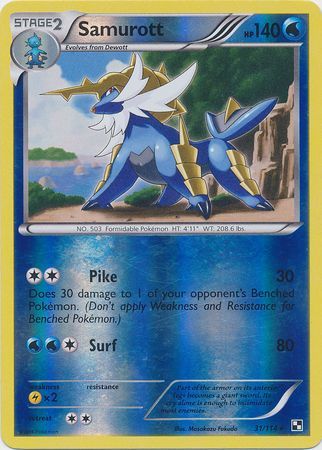 STAGE2
Samurott
HP140
Evolves from Dewott
NO. 503 Formidable Pokémon HT: 4'11" WT: 208.6 lbs.
Pike 30
Does 30 damage to 1 of your opponent's Benched
Pokémon. (Don't apply Weakness and Resistance for
Benched Pokémon.)
Surf 80
weakness resistance
×2
Part of the armor on its anterior
legs becomes a giant sword. Its
cry alone is enough to intimidate
most enemies.
retreat
Illus. Masakazu Fukuda
31/114